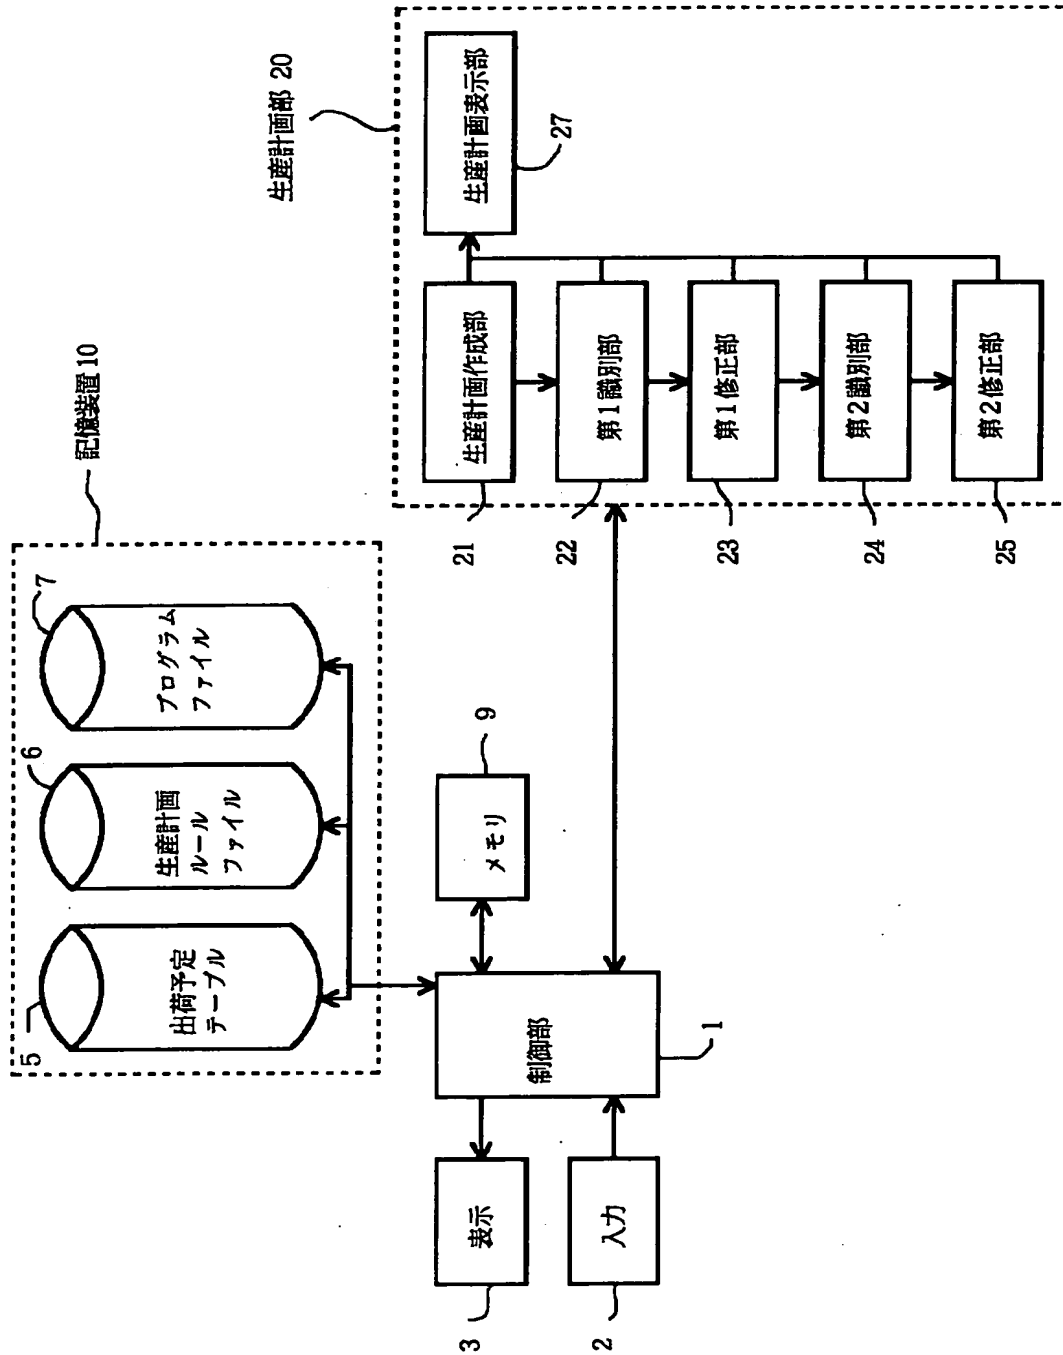 記憶装置10
5
出荷予定
テーブル
6
生産計画
ルール
ファイル
7
プログラム
ファイル
3
表示
2
入力
制御部
1
メモリ
9
生産計画部 20
21
生産計画作成部
生産計画表示部
27
22
第1識別部
23
第1修正部
24
第2識別部
25
第2修正部